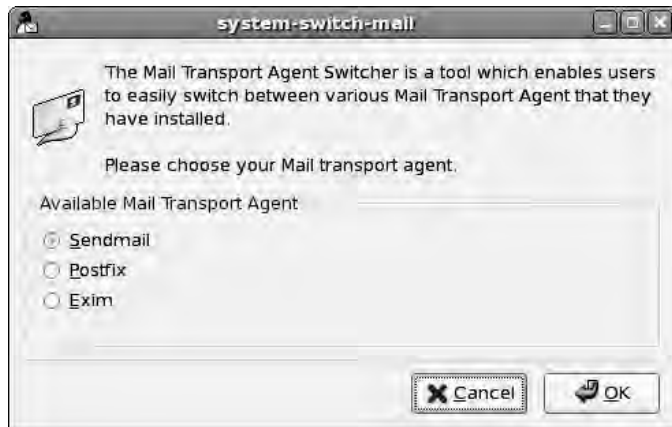 system-switch-mail
The Mail Transport Agent Switcher is a tool which enables users
to easily switch between various Mail Transport Agent that they
have installed.
Please choose your Mail transport agent.
Available Mail Transport Agent
Sendmail
Postfix
Exim
Cancel
OK